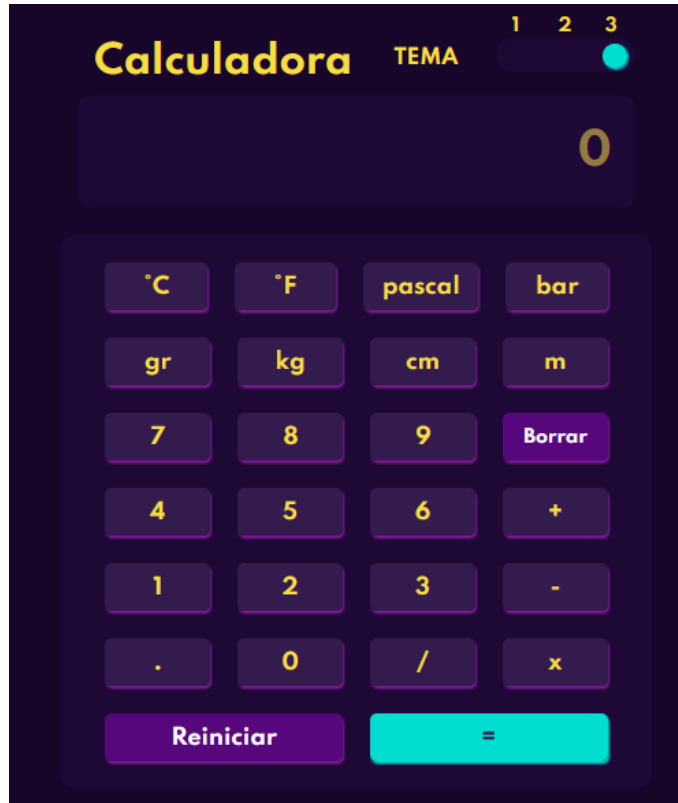 1 2 3
Calculadora TEMA
0
°C °F pascal bar
gr kg cm m
7 8 9 Borrar
4 5 6 +
1 2 3 -
. 0 / x
Reiniciar =